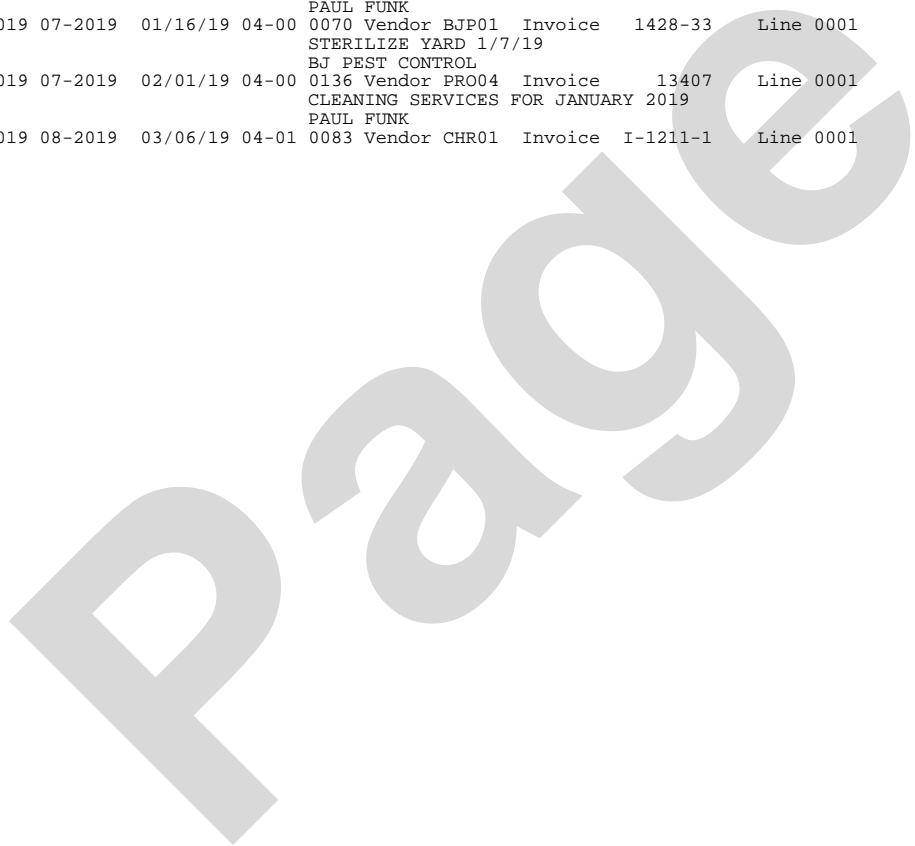 PAUL FUNK
019 07-2019 01/16/19 04-00 0070 Vendor BJP01 Invoice 1428-33 Line 0001
STERILIZE YARD 1/7/19
BJ PEST CONTROL
019 07-2019 02/01/19 04-00 0136 Vendor PRO04 Invoice 13407 Line 0001
CLEANING SERVICES FOR JANUARY 2019
PAUL FUNK
019 08-2019 03/06/19 04-01 0083 Vendor CHR01 Invoice I-1211-1 Line 0001
Page